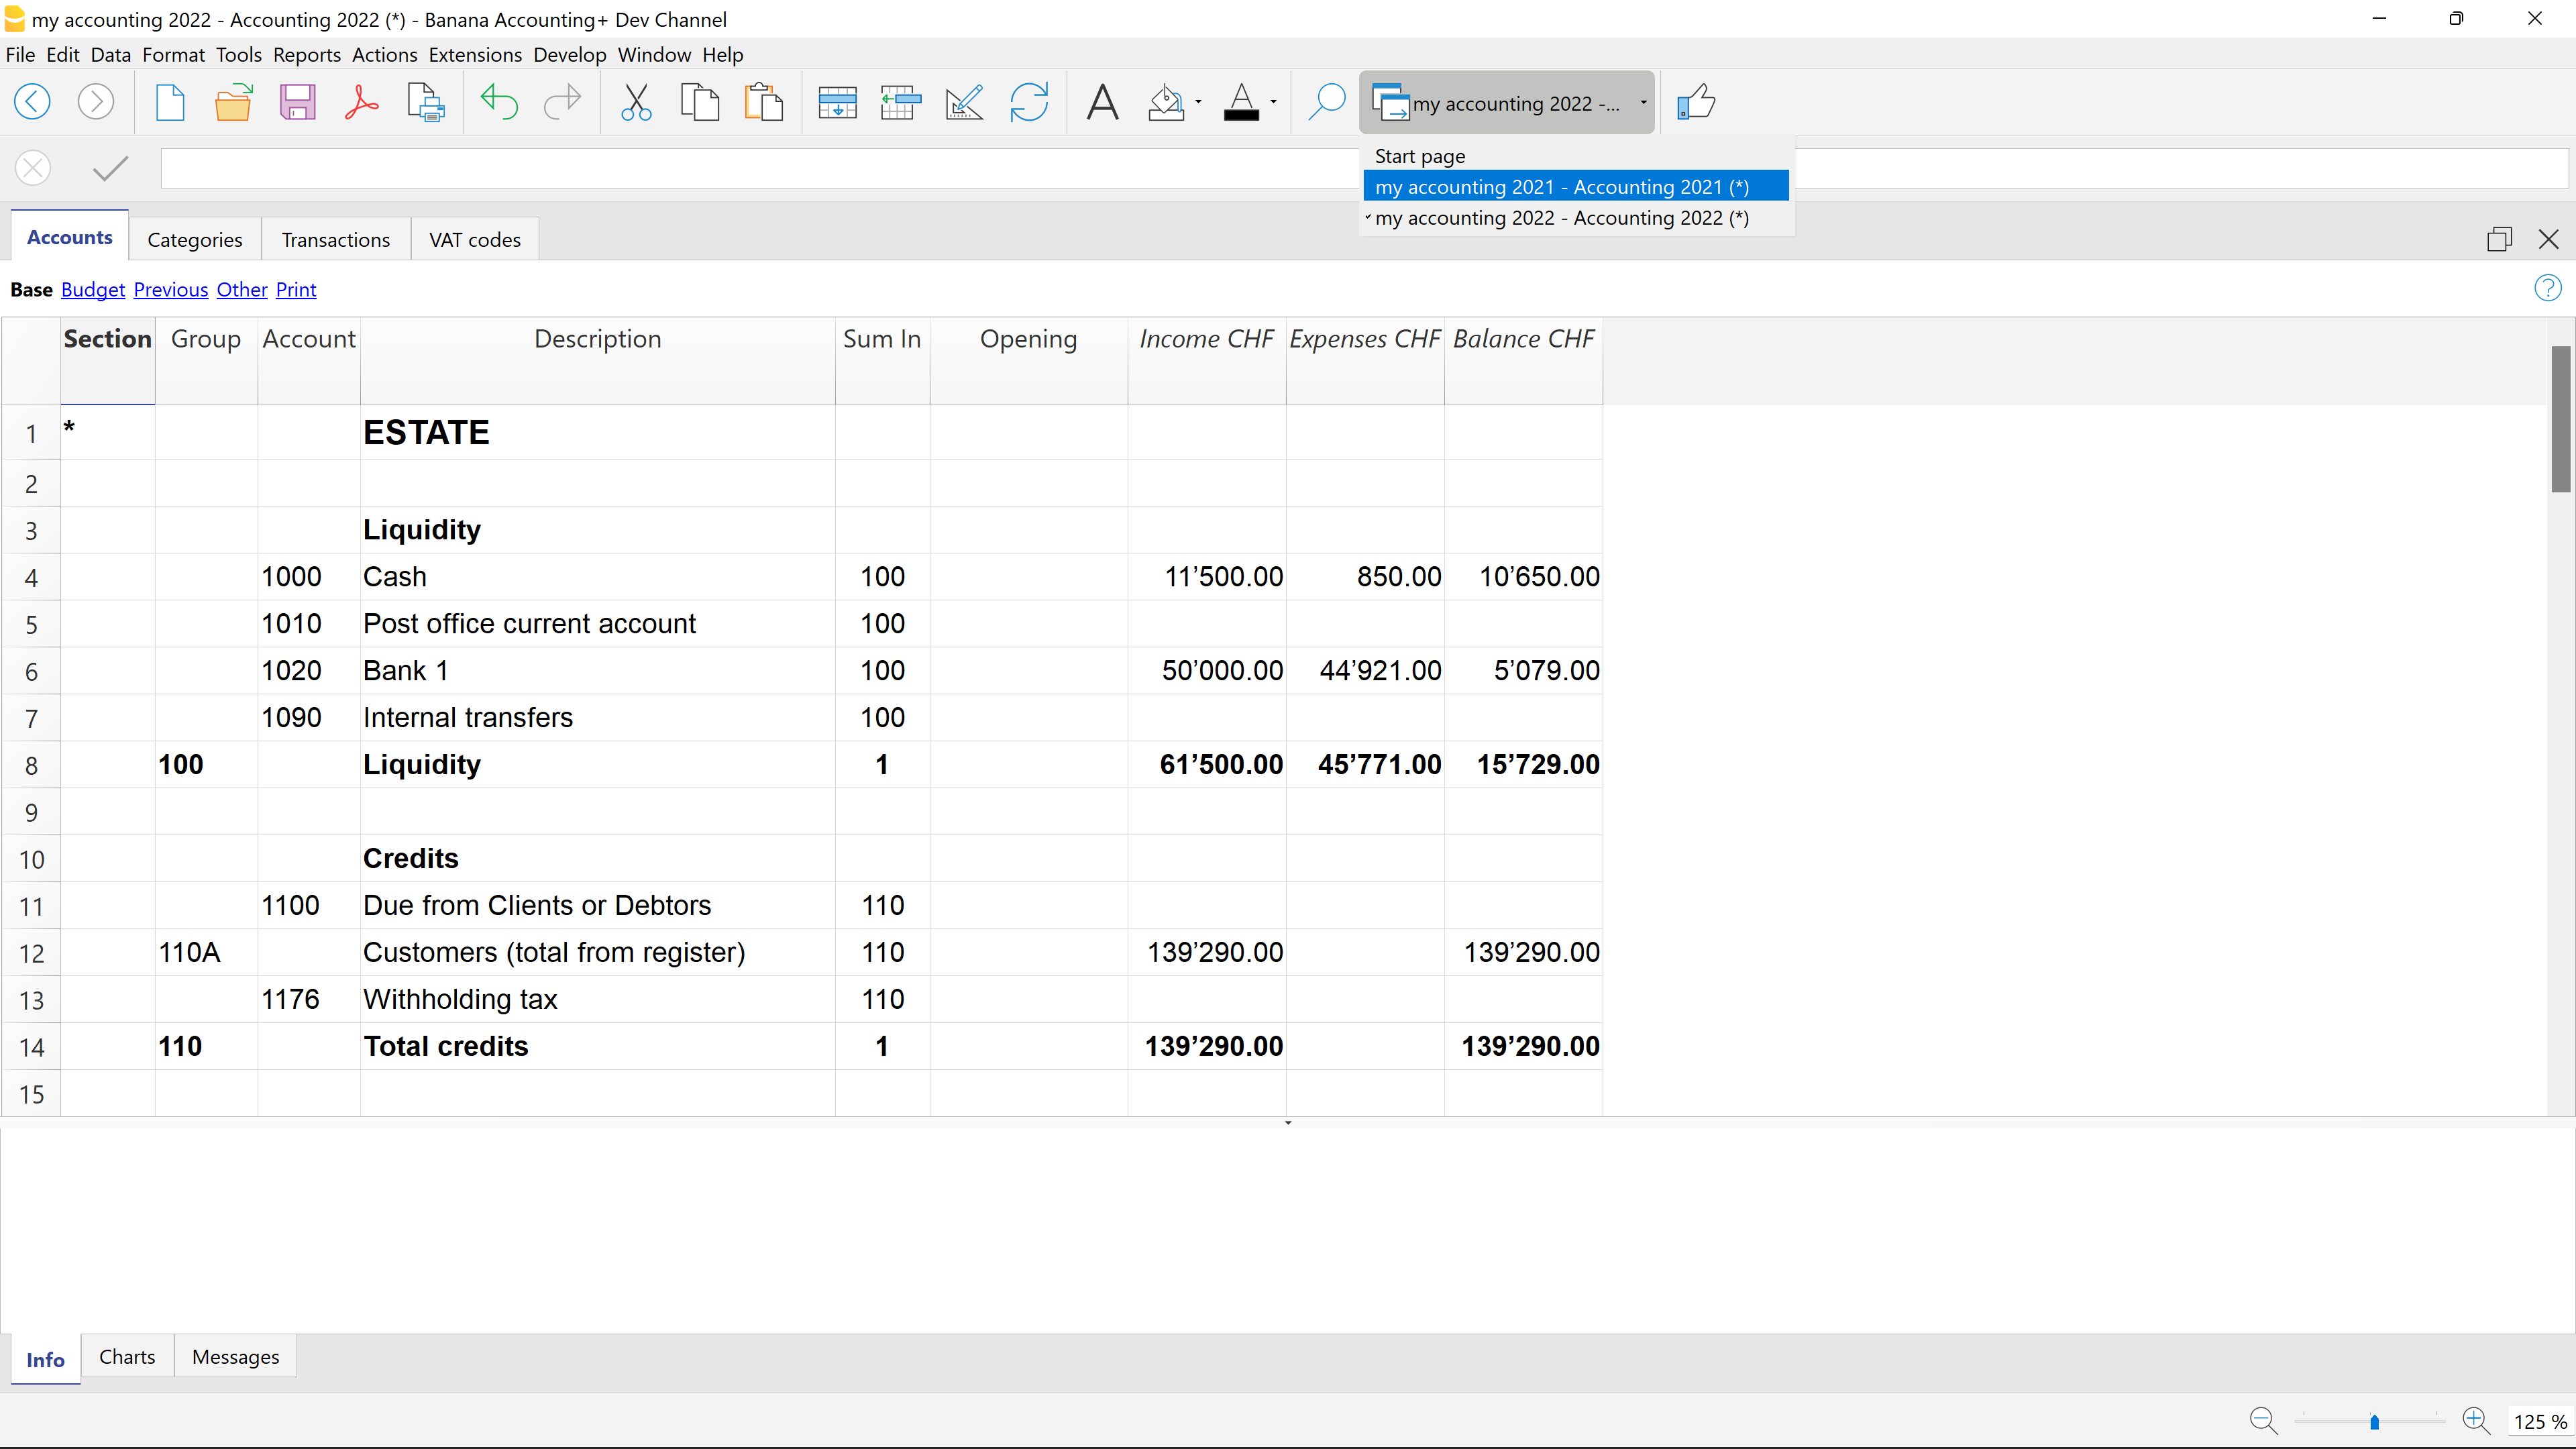 my accounting 2022 - Accounting 2022 (*) - Banana Accounting+ Dev Channel
File Edit Data Format Tools Reports Actions Extensions Develop Window Help
my accounting 2022 -...
Start page
my accounting 2021 - Accounting 2021 (*)
my accounting 2022 - Accounting 2022 (*)
Accounts Categories Transactions VAT codes
Base Budget Previous Other Print
Section Group Account Description Sum In Opening Income CHF Expenses CHF Balance CHF
1 * ESTATE
2
3 Liquidity
4 1000 Cash 100 11’500.00 850.00 10’650.00
5 1010 Post office current account 100
6 1020 Bank 1 100 50’000.00 44’921.00 5’079.00
7 1090 Internal transfers 100
8 100 Liquidity 1 61’500.00 45’771.00 15’729.00
9
10 Credits
11 1100 Due from Clients or Debtors 110
12 110A Customers (total from register) 110 139’290.00 139’290.00
13 1176 Withholding tax 110
14 110 Total credits 1 139’290.00 139’290.00
15
Info Charts Messages
125 %